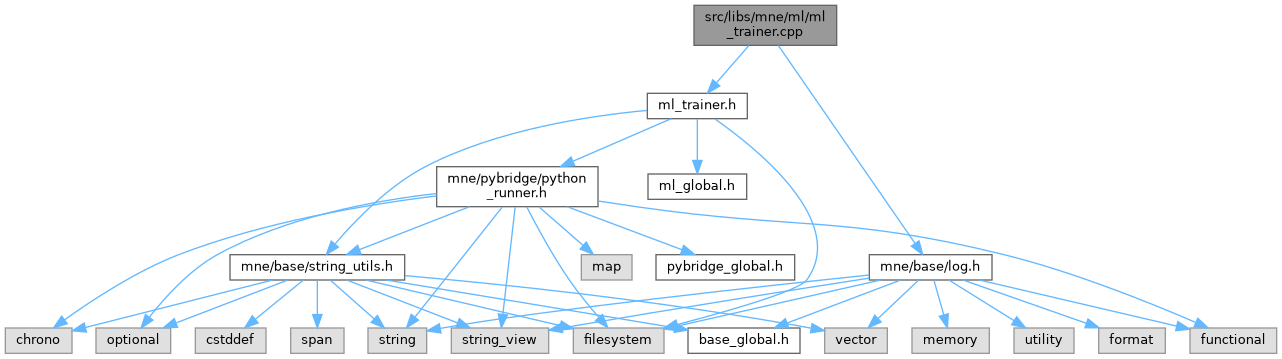 src/libs/mne/ml/ml
_trainer.cpp
ml_trainer.h
mne/pybridge/python
_runner.h
ml_global.h
mne/base/string_utils.h
map
pybridge_global.h
mne/base/log.h
chrono
optional
cstddef
span
string
string_view
filesystem
base_global.h
vector
memory
utility
format
functional